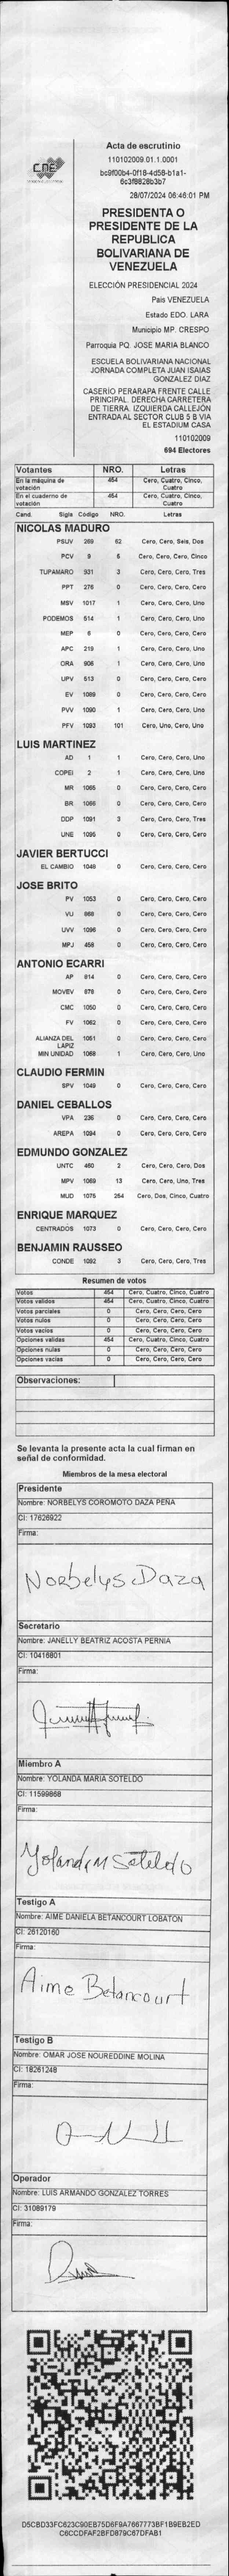 CNE
Acta de escrutinio
110102009.01.1.0001
bc9f00b4-0f18-4d58-b1a1-
6c3f8828b3b7
28/07/2024 06:46:01 PM
PRESIDENTA O
PRESIDENTE DE LA
REPUBLICA
BOLIVARIANA DE
VENEZUELA
ELECCIÓN PRESIDENCIAL 2024
País VENEZUELA
Estado EDO. LARA
Municipio MP. CRESPO
Parroquia PQ. JOSE MARIA BLANCO
ESCUELA BOLIVARIANA NACIONAL
JORNADA COMPLETA JUAN ISAIAS
GONZALEZ DIAZ
CASERÍO PERARAPA FRENTE CALLE
PRINCIPAL. DERECHA CARRETERA
DE TIERRA. IZQUIERDA CALLEJÓN
ENTRADA AL SECTOR CLUB 5 B VIA
EL ESTADIUM CASA
110102009
694 Electores
Votantes NRO. Letras
En la máquina de votación 454 Cero, Cuatro, Cinco, Cuatro
En el cuaderno de votación 454 Cero, Cuatro, Cinco, Cuatro
Cand. Sigla Código NRO. Letras
NICOLAS MADURO
PSUV 269 62 Cero, Cero, Seis, Dos
PCV 9 5 Cero, Cero, Cero, Cinco
TUPAMARO 931 3 Cero, Cero, Cero, Tres
PPT 276 0 Cero, Cero, Cero, Cero
MSV 1017 1 Cero, Cero, Cero, Uno
PODEMOS 514 1 Cero, Cero, Cero, Uno
MEP 6 0 Cero, Cero, Cero, Cero
APC 219 1 Cero, Cero, Cero, Uno
ORA 906 1 Cero, Cero, Cero, Uno
UPV 513 0 Cero, Cero, Cero, Cero
EV 1089 0 Cero, Cero, Cero, Cero
PVV 1090 1 Cero, Cero, Cero, Uno
PFV 1093 101 Cero, Uno, Cero, Uno
LUIS MARTINEZ
AD 1 1 Cero, Cero, Cero, Uno
COPEI 2 1 Cero, Cero, Cero, Uno
MR 1065 0 Cero, Cero, Cero, Cero
BR 1066 0 Cero, Cero, Cero, Cero
DDP 1091 3 Cero, Cero, Cero, Tres
UNE 1095 0 Cero, Cero, Cero, Cero
JAVIER BERTUCCI
EL CAMBIO 1048 0 Cero, Cero, Cero, Cero
JOSE BRITO
PV 1053 0 Cero, Cero, Cero, Cero
VU 868 0 Cero, Cero, Cero, Cero
UVV 1096 0 Cero, Cero, Cero, Cero
MPJ 458 0 Cero, Cero, Cero, Cero
ANTONIO ECARRI
AP 914 0 Cero, Cero, Cero, Cero
MOVEV 878 0 Cero, Cero, Cero, Cero
CMC 1050 0 Cero, Cero, Cero, Cero
FV 1062 0 Cero, Cero, Cero, Cero
ALIANZA DEL LAPIZ 1051 0 Cero, Cero, Cero, Cero
MIN UNIDAD 1068 1 Cero, Cero, Cero, Uno
CLAUDIO FERMIN
SPV 1049 0 Cero, Cero, Cero, Cero
DANIEL CEBALLOS
VPA 236 0 Cero, Cero, Cero, Cero
AREPA 1094 0 Cero, Cero, Cero, Cero
EDMUNDO GONZALEZ
UNTC 460 2 Cero, Cero, Cero, Dos
MPV 1069 13 Cero, Cero, Uno, Tres
MUD 1075 254 Cero, Dos, Cinco, Cuatro
ENRIQUE MARQUEZ
CENTRADOS 1073 0 Cero, Cero, Cero, Cero
BENJAMIN RAUSSEO
CONDE 1092 3 Cero, Cero, Cero, Tres
Resumen de votos
Votos 454 Cero, Cuatro, Cinco, Cuatro
Votos validos 454 Cero, Cuatro, Cinco, Cuatro
Votos parciales 0 Cero, Cero, Cero, Cero
Votos nulos 0 Cero, Cero, Cero, Cero
Votos vacios 0 Cero, Cero, Cero, Cero
Opciones validas 454 Cero, Cuatro, Cinco, Cuatro
Opciones nulas 0 Cero, Cero, Cero, Cero
Opciones vacias 0 Cero, Cero, Cero, Cero
Observaciones:
Se levanta la presente acta la cual firman en
señal de conformidad.
Miembros de la mesa electoral
Presidente
Nombre: NORBELYS COROMOTO DAZA PEÑA
CI: 17626922
Firma:
Norbelys Daza
Secretario
Nombre: JANELLY BEATRIZ ACOSTA PERNIA
CI: 10416801
Firma:
Miembro A
Nombre: YOLANDA MARIA SOTELDO
CI: 11599868
Firma:
Yolanda M Soteldo
Testigo A
Nombre: AIME DANIELA BETANCOURT LOBATON
CI: 26120160
Firma:
Aime Betancourt
Testigo B
Nombre: OMAR JOSE NOUREDDINE MOLINA
CI: 18261248
Firma:
Operador
Nombre: LUIS ARMANDO GONZALEZ TORRES
CI: 31089179
Firma:
D5CBD33FC623C90EB75D6F9A7667773BF1B9EB2ED
C6CCDFAF2BFD879C67DFAB1